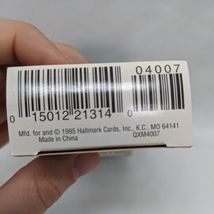 04007
0 15012 21314 0
Mfd. for and © 1995 Hallmark Cards, Inc., K.C., MO 64141
Made in China QXM4007